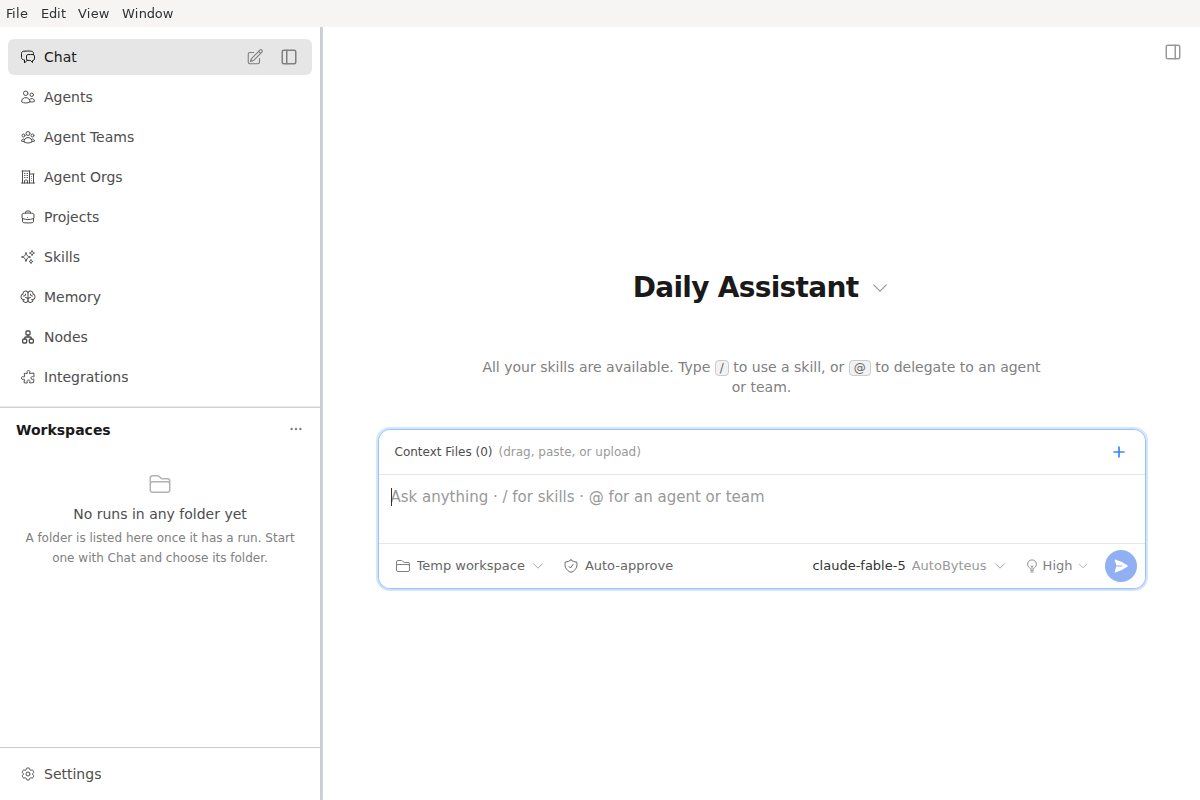 File Edit View Window
Chat
Agents
Agent Teams
Agent Orgs
Projects
Skills
Memory
Nodes
Integrations
Workspaces
No runs in any folder yet
A folder is listed here once it has a run. Start
one with Chat and choose its folder.
Settings
Daily Assistant
All your skills are available. Type / to use a skill, or @ to delegate to an agent
or team.
Context Files (0) (drag, paste, or upload)
Ask anything · / for skills · @ for an agent or team
Temp workspace Auto-approve claude-fable-5 AutoByteus High